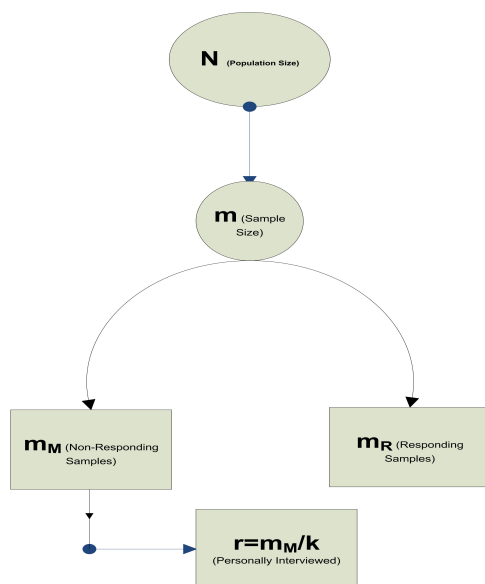 N (Population Size)
m (Sample
Size)
mM (Non-Responding
Samples)
mR (Responding
Samples)
r=mM/k
(Personally Interviewed)